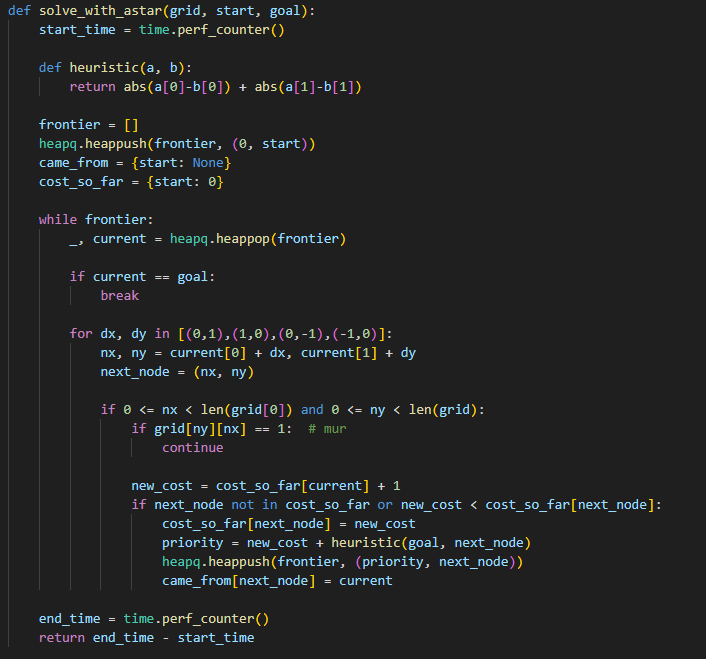 def solve_with_astar(grid, start, goal):
    start_time = time.perf_counter()

    def heuristic(a, b):
        return abs(a[0]-b[0]) + abs(a[1]-b[1])

    frontier = []
    heapq.heappush(frontier, (0, start))
    came_from = {start: None}
    cost_so_far = {start: 0}

    while frontier:
        _, current = heapq.heappop(frontier)

        if current == goal:
            break

        for dx, dy in [(0,1),(1,0),(0,-1),(-1,0)]:
            nx, ny = current[0] + dx, current[1] + dy
            next_node = (nx, ny)

            if 0 <= nx < len(grid[0]) and 0 <= ny < len(grid):
                if grid[ny][nx] == 1:  # mur
                    continue

                new_cost = cost_so_far[current] + 1
                if next_node not in cost_so_far or new_cost < cost_so_far[next_node]:
                    cost_so_far[next_node] = new_cost
                    priority = new_cost + heuristic(goal, next_node)
                    heapq.heappush(frontier, (priority, next_node))
                    came_from[next_node] = current

    end_time = time.perf_counter()
    return end_time - start_time